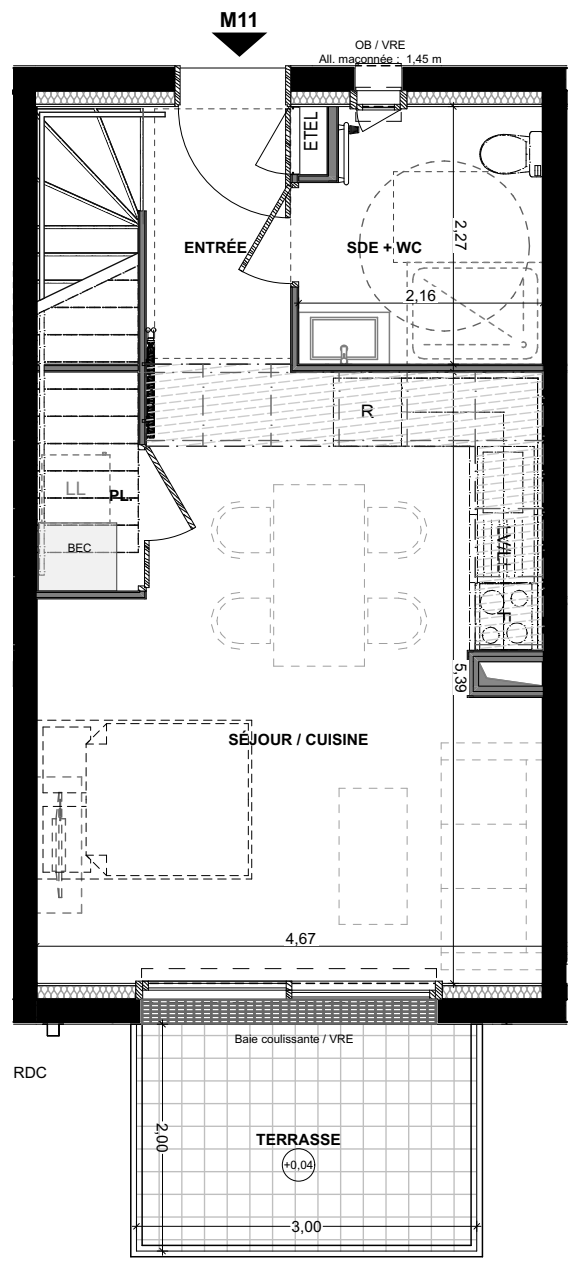 M11
OB / VRE
All. maçonnée : 1,45 m
ETEL
ENTRÉE
SDE + WC
2,27
2,16
R
LL
PL.
BEC
5,39
SÉJOUR / CUISINE
4,67
Baie coulissante / VRE
RDC
2,00
TERRASSE
+0,04
3,00